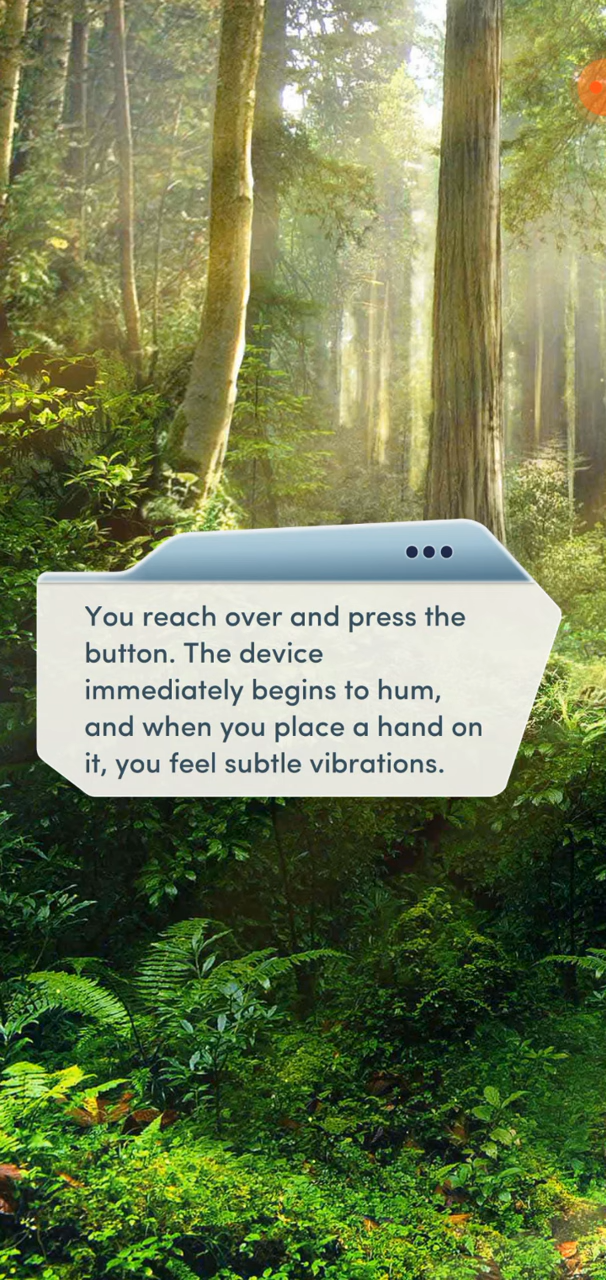 You reach over and press the
button. The device
immediately begins to hum,
and when you place a hand on
it, you feel subtle vibrations.